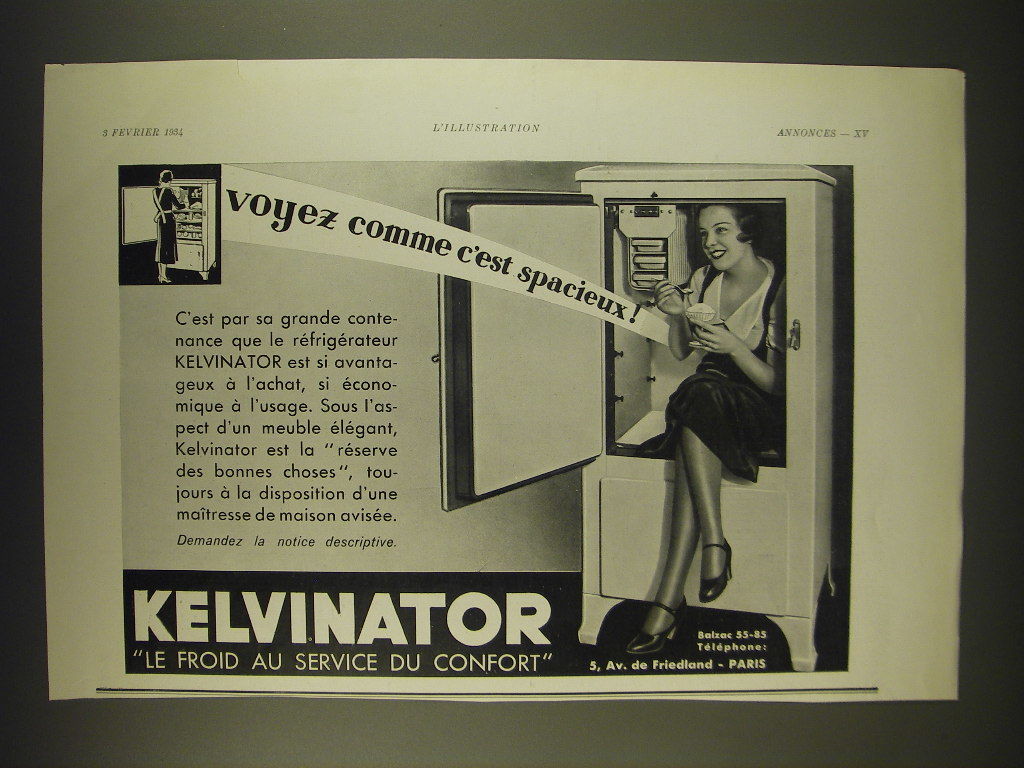 3 FEVRIER 1934
L'ILLUSTRATION
ANNONCES — XV
voyez comme c'est spacieux!
C'est par sa grande conte-
nance que le réfrigérateur
KELVINATOR est si avanta-
geux à l'achat, si écono-
mique à l'usage. Sous l'as-
pect d'un meuble élégant,
Kelvinator est la "réserve
des bonnes choses", tou-
jours à la disposition d'une
maîtresse de maison avisée.
Demandez la notice descriptive.
KELVINATOR
"LE FROID AU SERVICE DU CONFORT"
Balzac 55-85
Téléphone:
5, Av. de Friedland - PARIS